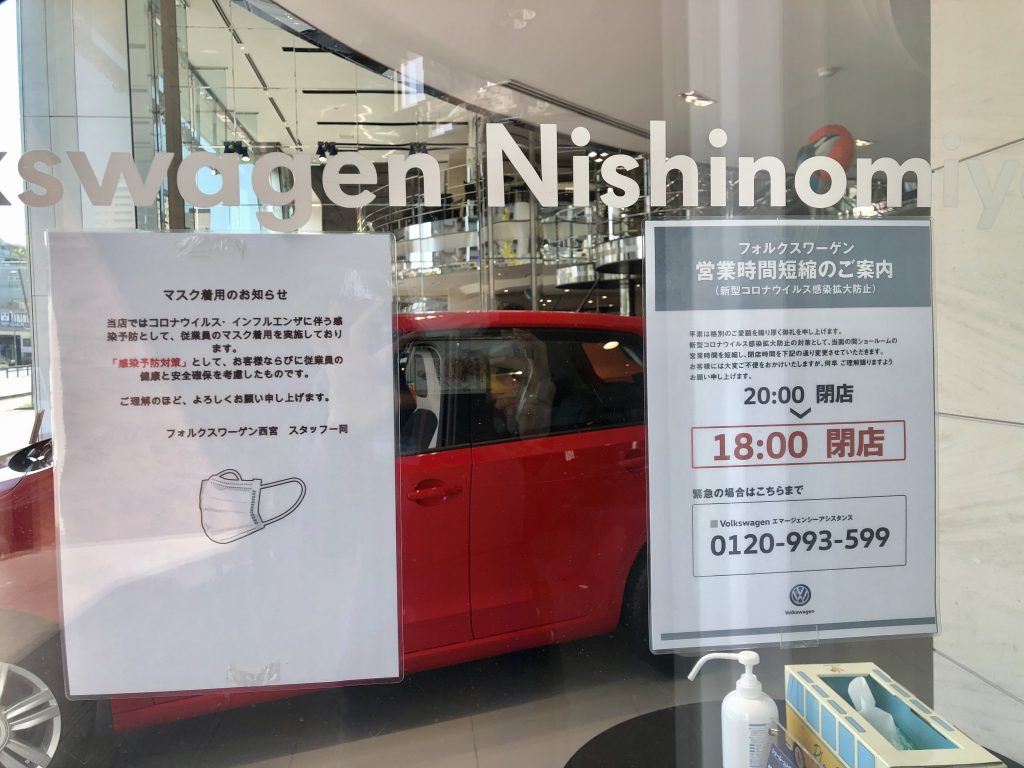 kswagen Nishinomiya
マスク着用のお知らせ
当店ではコロナウイルス・インフルエンザに伴う感
染予防として、従業員のマスク着用を実施しており
ます。
「感染予防対策」として、お客様ならびに従業員の
健康と安全確保を考慮したものです。
ご理解のほど、よろしくお願い申し上げます。
フォルクスワーゲン西宮 スタッフ一同
フォルクスワーゲン
営業時間短縮のご案内
(新型コロナウイルス感染拡大防止)
平素は格別のご愛顧を賜り厚く御礼を申し上げます。
新型コロナウイルス感染拡大防止の対策として、当面の間ショールームの
営業時間を短縮し、閉店時間を下記の通り変更させていただきます。
お客様には大変ご不便をおかけいたしますが、何卒 ご理解賜りますよう
お願い申し上げます。
20:00 閉店
18:00 閉店
緊急の場合はこちらまで
Volkswagen エマージェンシーアシスタンス
0120-993-599
Volkswagen